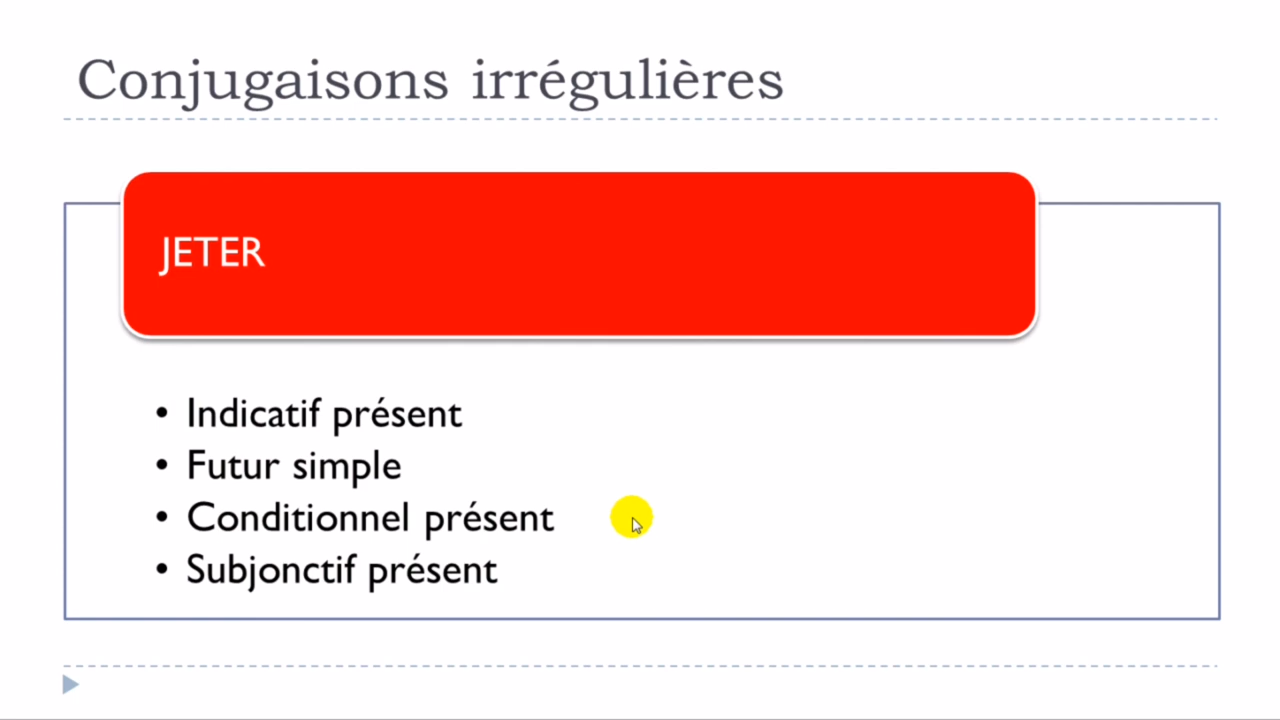 Conjugaisons irrégulières
JETER
• Indicatif présent
• Futur simple
• Conditionnel présent
• Subjonctif présent